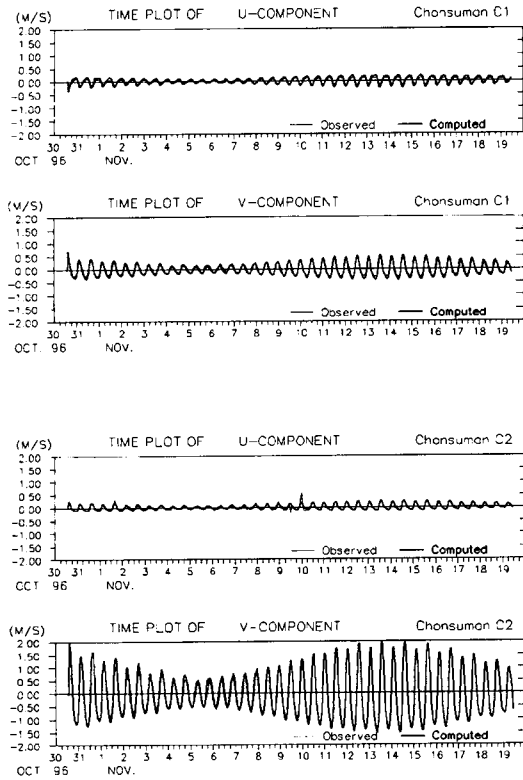 (M/S) TIME PLOT OF U-COMPONENT Chonsuman C1
2.00
1.50
1.00
0.50
0.00
-0.50
-1.00
-1.50
-2.00
Observed Computed
30 31 1 2 3 4 5 6 7 8 9 10 11 12 13 14 15 16 17 18 19
OCT 96 NOV.
(M/S) TIME PLOT OF V-COMPONENT Chonsuman C1
2.00
1.50
1.00
0.50
0.00
-0.50
-1.00
-1.50
-2.00
Observed Computed
30 31 1 2 3 4 5 6 7 8 9 10 11 12 13 14 15 16 17 18 19
OCT. 96 NOV.
(M/S) TIME PLOT OF U-COMPONENT Chonsuman C2
2.00
1.50
1.00
0.50
0.00
-0.50
-1.00
-1.50
-2.00
Observed Computed
30 31 1 2 3 4 5 6 7 8 9 10 11 12 13 14 15 16 17 18 19
OCT 96 NOV.
(M/S) TIME PLOT OF V-COMPONENT Chonsuman C2
2.00
1.50
1.00
0.50
0.00
-0.50
-1.00
-1.50
-2.00
Observed Computed
30 31 1 2 3 4 5 6 7 8 9 10 11 12 13 14 15 16 17 18 19
OCT 96 NOV.